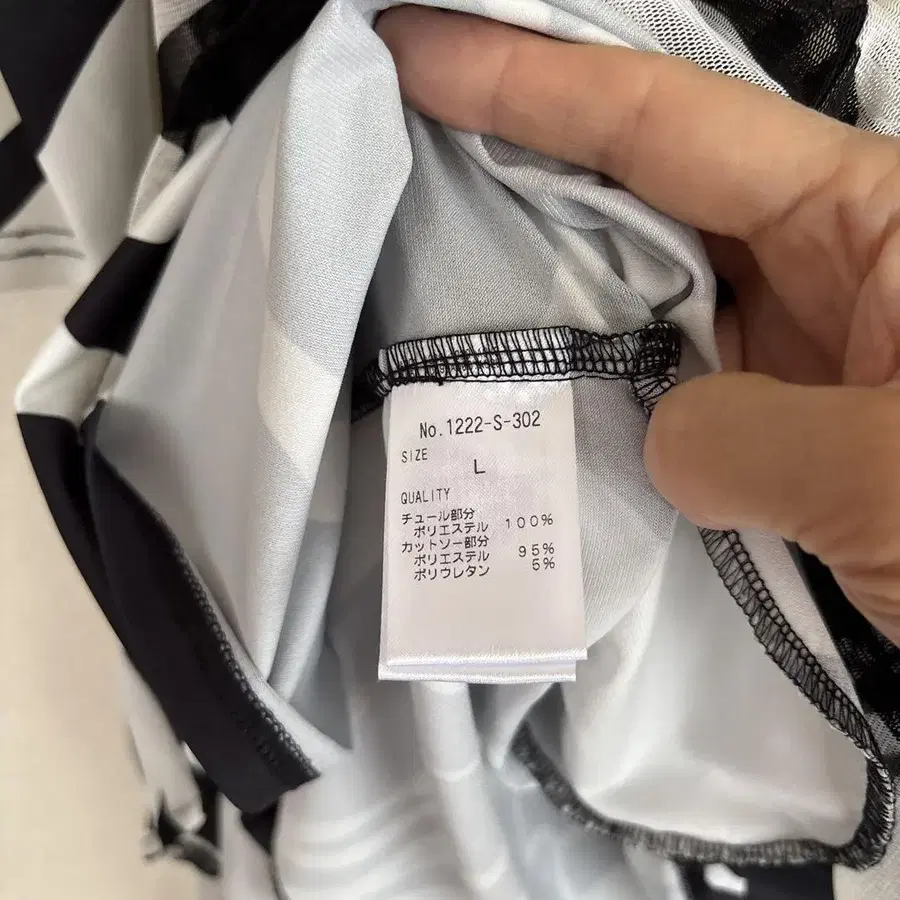 No.1222-S-302
SIZE
L
QUALITY
チュール部分
ポリエステル 100%
カットソー部分
ポリエステル 95%
ポリウレタン 5%